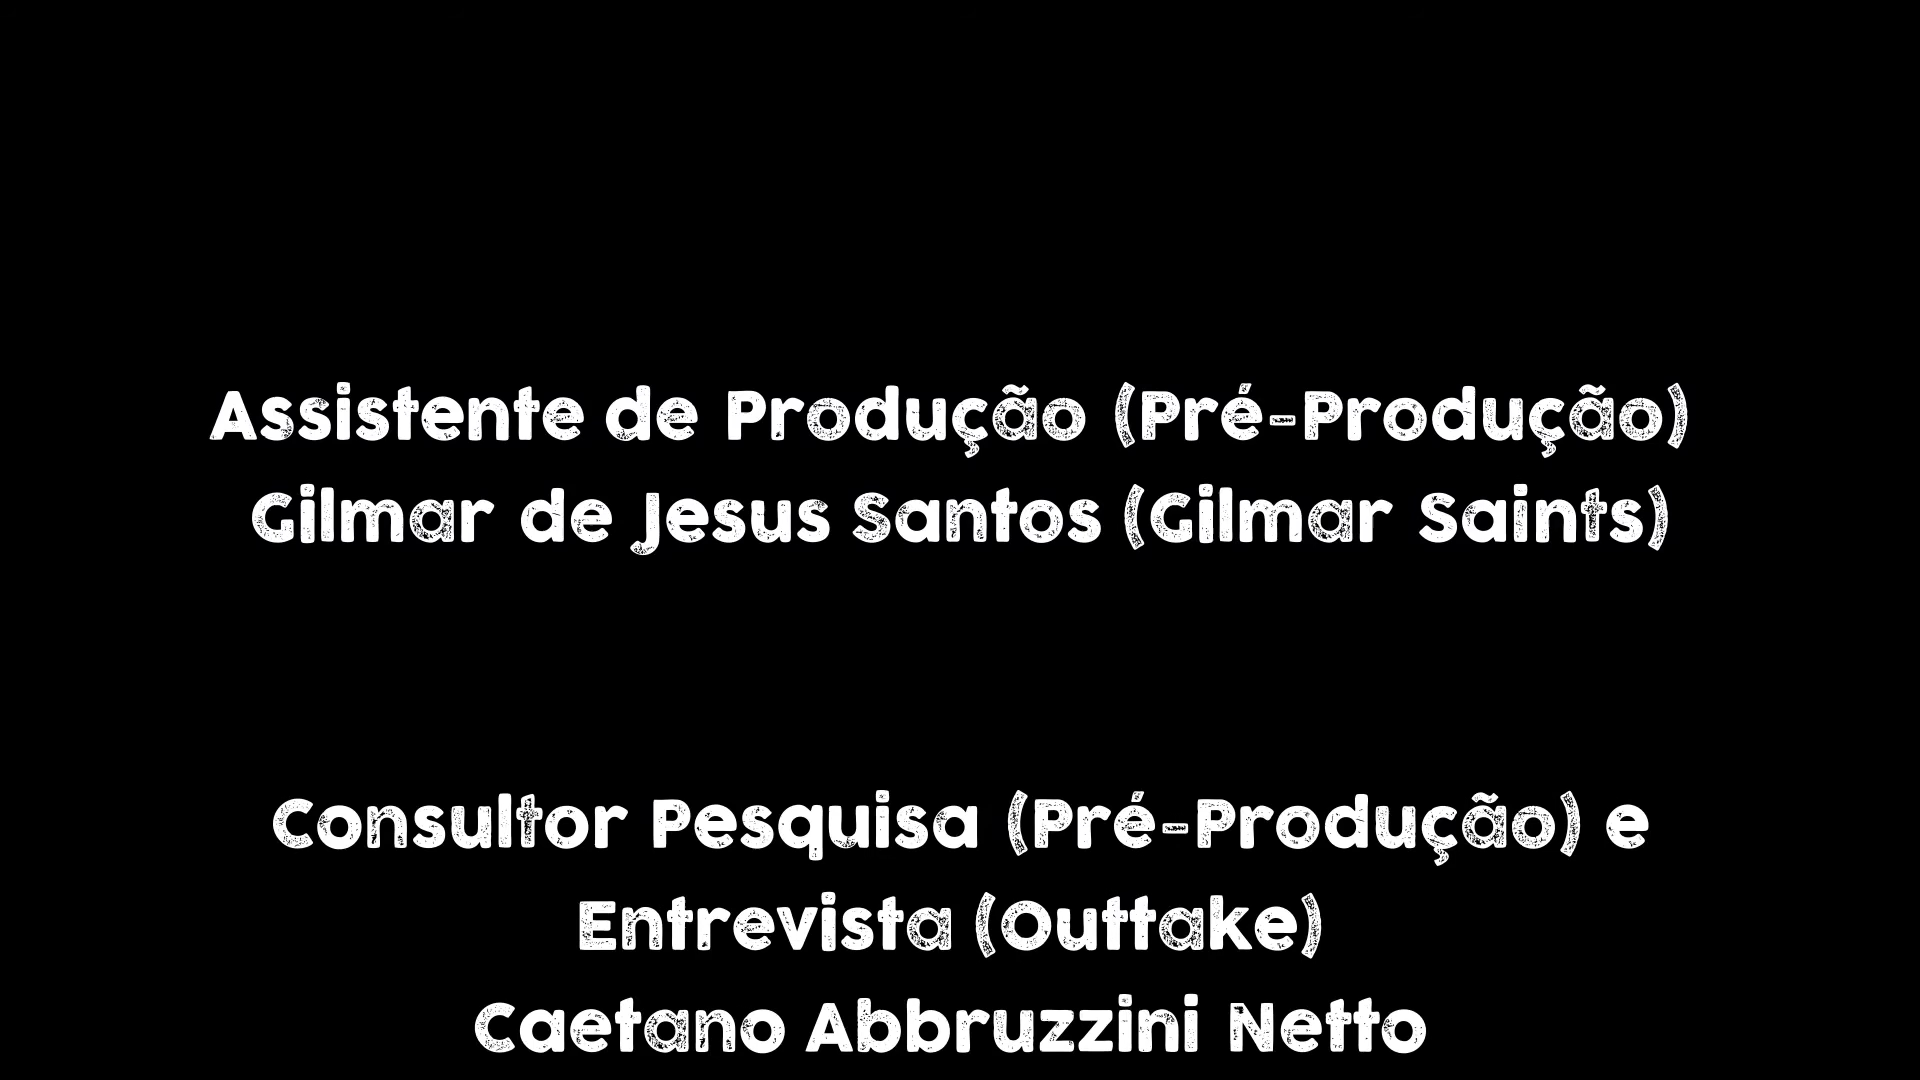 Assistente de Produção (Pré-Produção)
Gilmar de Jesus Santos (Gilmar Saints)
Consultor Pesquisa (Pré-Produção) e
Entrevista (Outtake)
Caetano Abbruzzini Netto